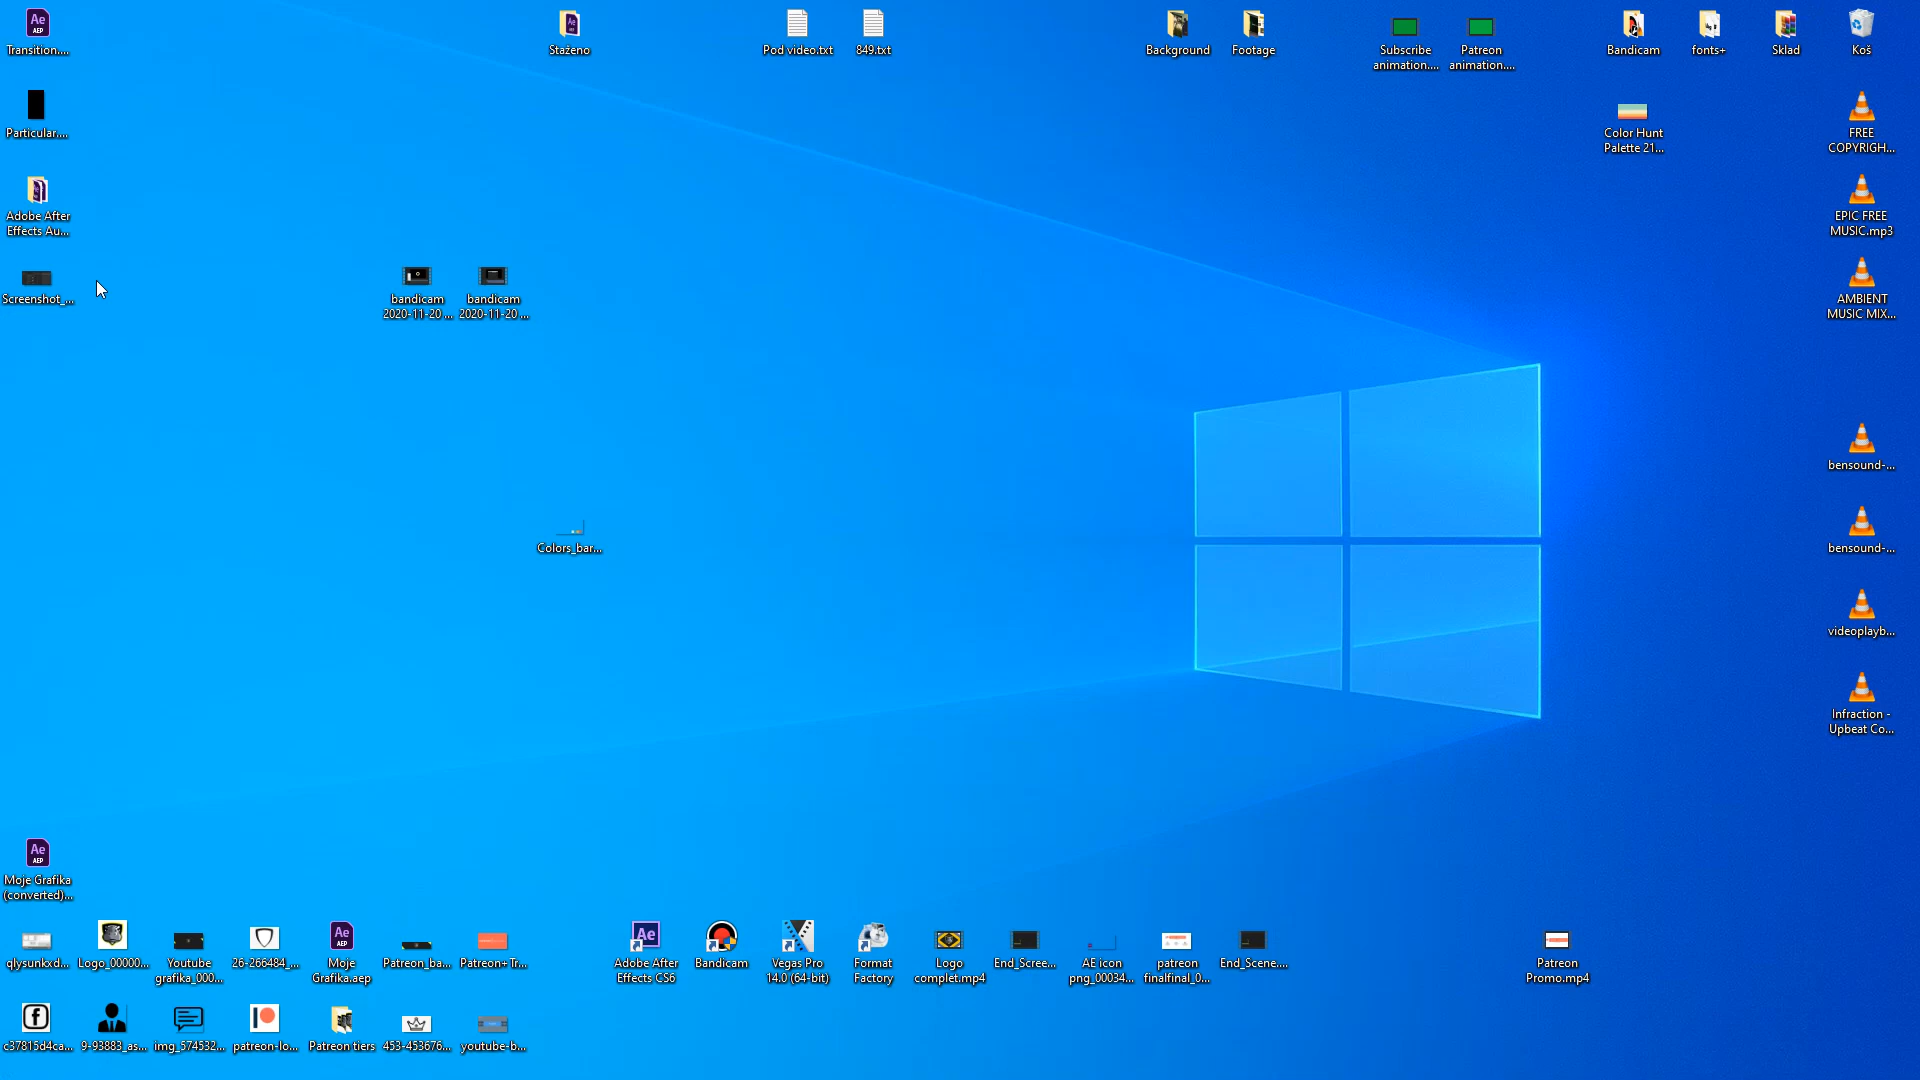 Transition....
Staženo
Pod video.txt
849.txt
Background
Footage
Subscribe
animation....
Patreon
animation....
Bandicam
fonts+
Sklad
Koš
Particular....
Color Hunt
Palette 21...
FREE
COPYRIGH...
Adobe After
Effects Au...
EPIC FREE
MUSIC.mp3
Screenshot_...
bandicam
2020-11-20 ...
bandicam
2020-11-20 ...
AMBIENT
MUSIC MIX...
bensound-...
Colors_bar...
bensound-...
videoplayb...
Infraction -
Upbeat Co...
Ae
AEP
Moje Grafika
(converted)...
qlysunkxd...
Logo_00000...
Youtube
grafika_000...
26-266484_...
Moje
Grafika.aep
Patreon_ba...
Patreon+Tr...
Adobe After
Effects CS6
Bandicam
Vegas Pro
14.0 (64-bit)
Format
Factory
Logo
complet.mp4
End_Scree...
AE icon
png_00034...
patreon
finalfinal_0...
End_Scene....
Patreon
Promo.mp4
c37815d4ca...
9-93883_as...
img_574532...
patreon-lo...
Patreon tiers
453-453676...
youtube-b...